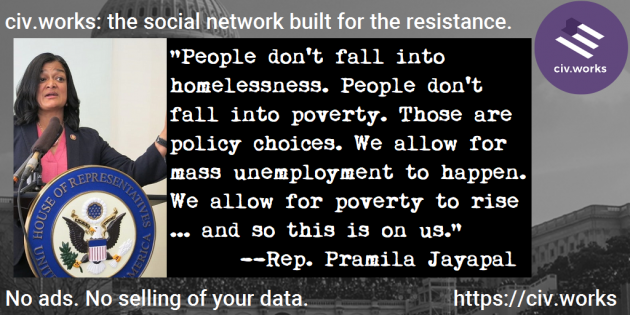 civ.works: the social network built for the resistance.
civ.works
"People don't fall into
homelessness. People don't
fall into poverty. Those are
policy choices. We allow for
mass unemployment to happen.
We allow for poverty to rise
... and so this is on us."
--Rep. Pramila Jayapal
HOUSE OF REPRESENTATIVES
UNITED
AMERICA
No ads. No selling of your data.
https://civ.works